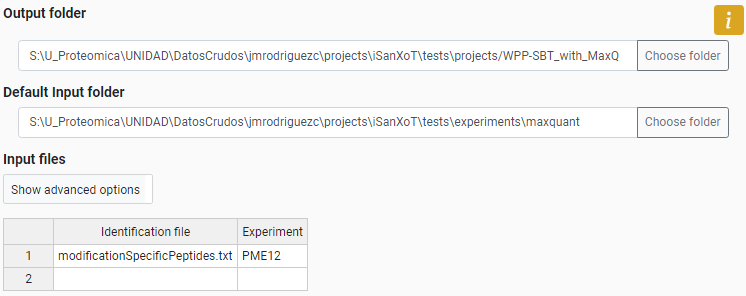 Output folder
i
S:\U_Proteomica\UNIDAD\DatosCrudos\jmrodriguezc\projects\iSanXoT\tests\projects/WPP-SBT_with_MaxQ Choose folder
Default Input folder
S:\U_Proteomica\UNIDAD\DatosCrudos\jmrodriguezc\projects\iSanXoT\tests\experiments\maxquant Choose folder
Input files
Show advanced options
Identification file Experiment
1 modificationSpecificPeptides.txt PME12
2